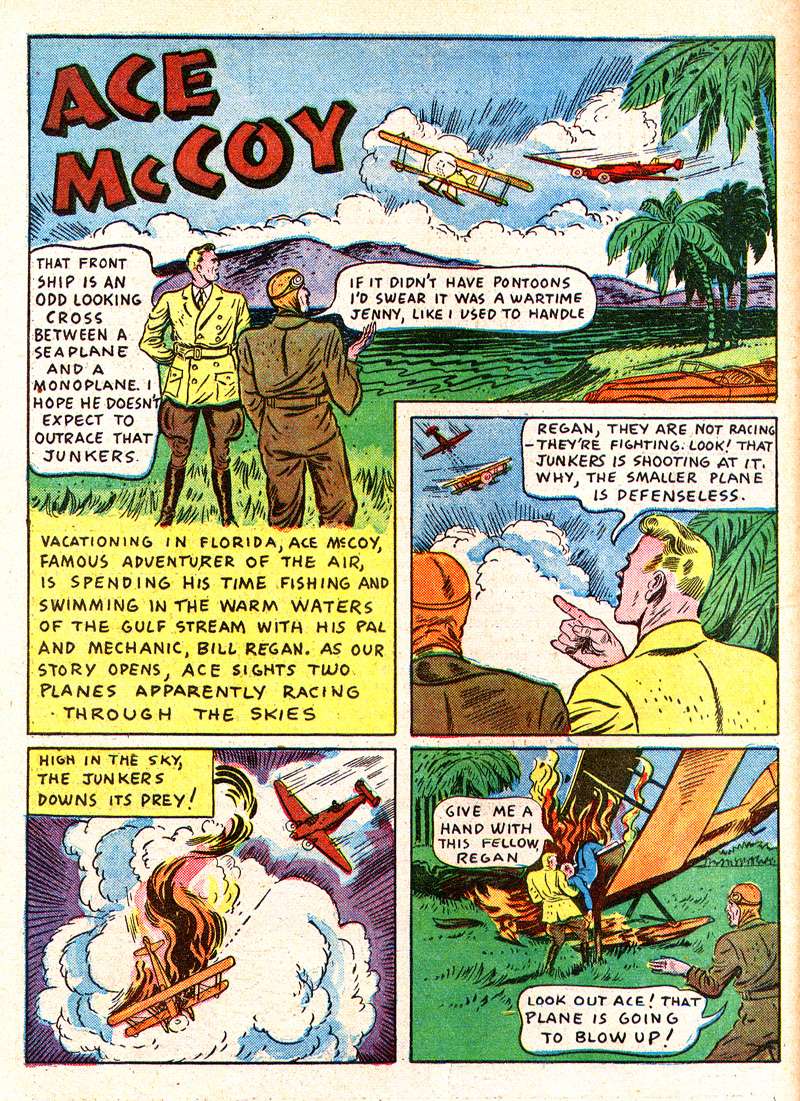 ACE
McCOY
THAT FRONT
SHIP IS AN
ODD LOOKING
CROSS
BETWEEN A
SEAPLANE
AND A
MONOPLANE. I
HOPE HE DOESN'T
EXPECT TO
OUTRACE THAT
JUNKERS.
IF IT DIDN'T HAVE PONTOONS
I'D SWEAR IT WAS A WARTIME
JENNY, LIKE I USED TO HANDLE
VACATIONING IN FLORIDA, ACE McCOY,
FAMOUS ADVENTURER OF THE AIR,
IS SPENDING HIS TIME FISHING AND
SWIMMING IN THE WARM WATERS
OF THE GULF STREAM WITH HIS PAL
AND MECHANIC, BILL REGAN. AS OUR
STORY OPENS, ACE SIGHTS TWO
PLANES APPARENTLY RACING
THROUGH THE SKIES
REGAN, THEY ARE NOT RACING
-THEY'RE FIGHTING. LOOK! THAT
JUNKERS IS SHOOTING AT IT.
WHY, THE SMALLER PLANE
IS DEFENSELESS.
HIGH IN THE SKY,
THE JUNKERS
DOWNS ITS PREY!
GIVE ME A
HAND WITH
THIS FELLOW,
REGAN
LOOK OUT ACE! THAT
PLANE IS GOING
TO BLOW UP!